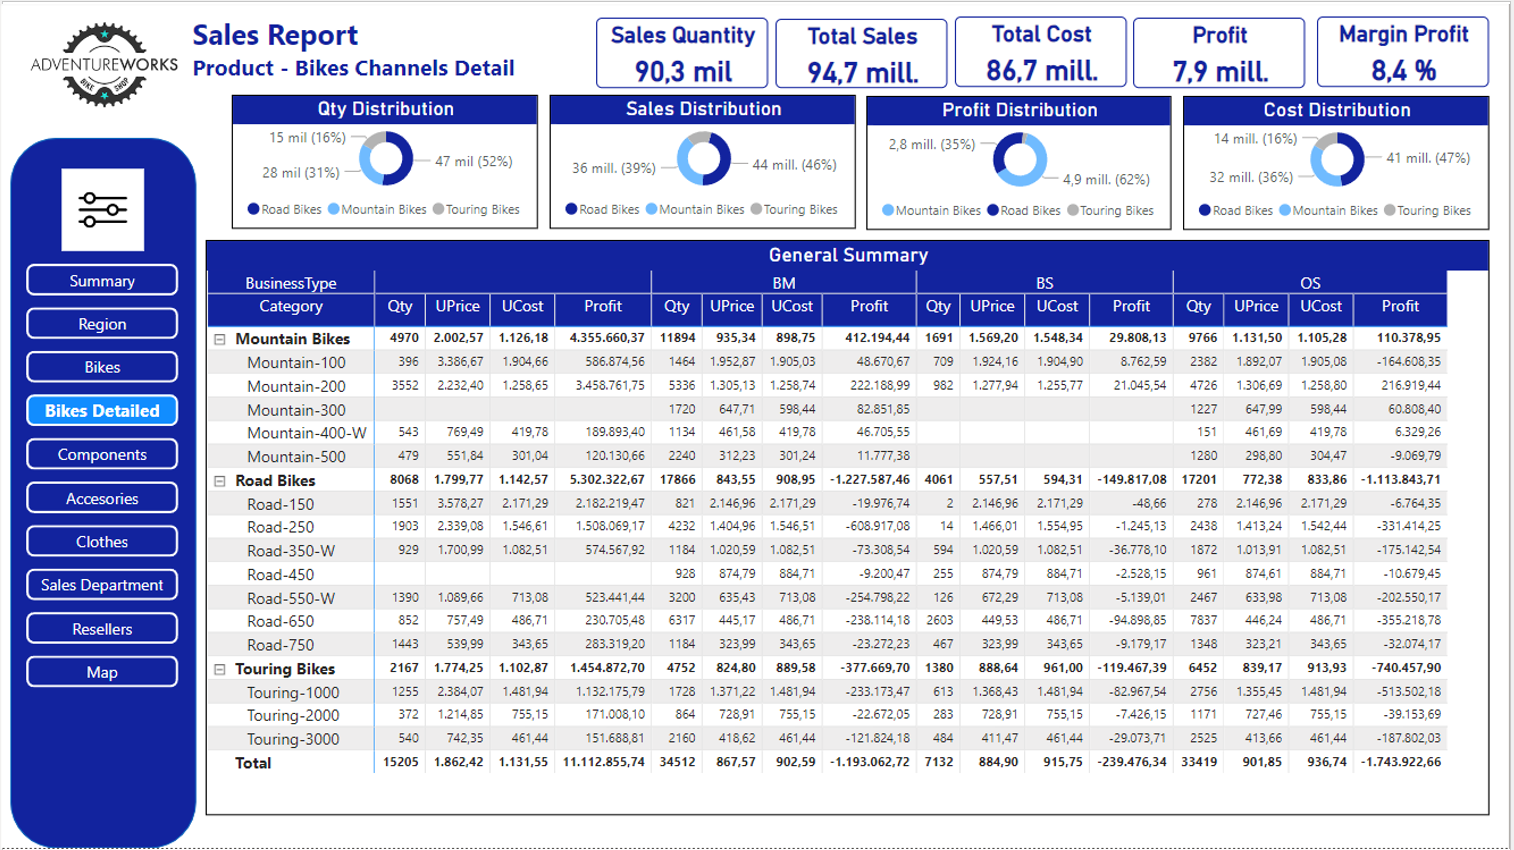 ADVENTUREWORKS
BIKE SHOP
Sales Report
Product - Bikes Channels Detail
Sales Quantity
90,3 mil
Total Sales
94,7 mill.
Total Cost
86,7 mill.
Profit
7,9 mill.
Margin Profit
8,4 %
Qty Distribution
15 mil (16%)
28 mil (31%)
47 mil (52%)
Road Bikes Mountain Bikes Touring Bikes
Sales Distribution
36 mill. (39%)
44 mill. (46%)
Road Bikes Mountain Bikes Touring Bikes
Profit Distribution
2,8 mill. (35%)
4,9 mill. (62%)
Mountain Bikes Road Bikes Touring Bikes
Cost Distribution
14 mill. (16%)
32 mill. (36%)
41 mill. (47%)
Road Bikes Mountain Bikes Touring Bikes
Summary
Region
Bikes
Bikes Detailed
Components
Accesories
Clothes
Sales Department
Resellers
Map
General Summary
BusinessType BM BS OS
Category Qty UPrice UCost Profit Qty UPrice UCost Profit Qty UPrice UCost Profit Qty UPrice UCost Profit
Mountain Bikes 4970 2.002,57 1.126,18 4.355.660,37 11894 935,34 898,75 412.194,44 1691 1.569,20 1.548,34 29.808,13 9766 1.131,50 1.105,28 110.378,95
Mountain-100 396 3.386,67 1.904,66 586.874,56 1464 1.952,87 1.905,03 48.670,67 709 1.924,16 1.904,90 8.762,59 2382 1.892,07 1.905,08 -164.608,35
Mountain-200 3552 2.232,40 1.258,65 3.458.761,75 5336 1.305,13 1.258,74 222.188,99 982 1.277,94 1.255,77 21.045,54 4726 1.306,69 1.258,80 216.919,44
Mountain-300 1720 647,71 598,44 82.851,85 1227 647,99 598,44 60.808,40
Mountain-400-W 543 769,49 419,78 189.893,40 1134 461,58 419,78 46.705,55 151 461,69 419,78 6.329,26
Mountain-500 479 551,84 301,04 120.130,66 2240 312,23 301,24 11.777,38 1280 298,80 304,47 -9.069,79
Road Bikes 8068 1.799,77 1.142,57 5.302.322,67 17866 843,55 908,95 -1.227.587,46 4061 557,51 594,31 -149.817,08 17201 772,38 833,86 -1.113.843,71
Road-150 1551 3.578,27 2.171,29 2.182.219,47 821 2.146,96 2.171,29 -19.976,74 2 2.146,96 2.171,29 -48,66 278 2.146,96 2.171,29 -6.764,35
Road-250 1903 2.339,08 1.546,61 1.508.069,17 4232 1.404,96 1.546,51 -608.917,08 14 1.466,01 1.554,95 -1.245,13 2438 1.413,24 1.542,44 -331.414,25
Road-350-W 929 1.700,99 1.082,51 574.567,92 1184 1.020,59 1.082,51 -73.308,54 594 1.020,59 1.082,51 -36.778,10 1872 1.013,91 1.082,51 -175.142,54
Road-450 928 874,79 884,71 -9.200,47 255 874,79 884,71 -2.528,15 961 874,61 884,71 -10.679,45
Road-550-W 1390 1.089,66 713,08 523.441,44 3200 635,43 713,08 -254.798,22 126 672,29 713,08 -5.139,01 2467 633,98 713,08 -202.550,17
Road-650 852 757,49 486,71 230.705,48 6317 445,17 486,71 -238.114,18 2603 449,53 486,71 -94.898,85 7837 446,24 486,71 -355.218,78
Road-750 1443 539,99 343,65 283.319,20 1184 323,99 343,65 -23.272,23 467 323,99 343,65 -9.179,17 1348 323,21 343,65 -32.074,17
Touring Bikes 2167 1.774,25 1.102,87 1.454.872,70 4752 824,80 889,58 -377.669,70 1380 888,64 961,00 -119.467,39 6452 839,17 913,93 -740.457,90
Touring-1000 1255 2.384,07 1.481,94 1.132.175,79 1728 1.371,22 1.481,94 -233.173,47 613 1.368,43 1.481,94 -82.967,54 2756 1.355,45 1.481,94 -513.502,18
Touring-2000 372 1.214,85 755,15 171.008,10 864 728,91 755,15 -22.672,05 283 728,91 755,15 -7.426,15 1171 727,46 755,15 -39.153,69
Touring-3000 540 742,35 461,44 151.688,81 2160 418,62 461,44 -121.824,18 484 411,47 461,44 -29.073,71 2525 413,66 461,44 -187.802,03
Total 15205 1.862,42 1.131,55 11.112.855,74 34512 867,57 902,59 -1.193.062,72 7132 884,90 915,75 -239.476,34 33419 901,85 936,74 -1.743.922,66